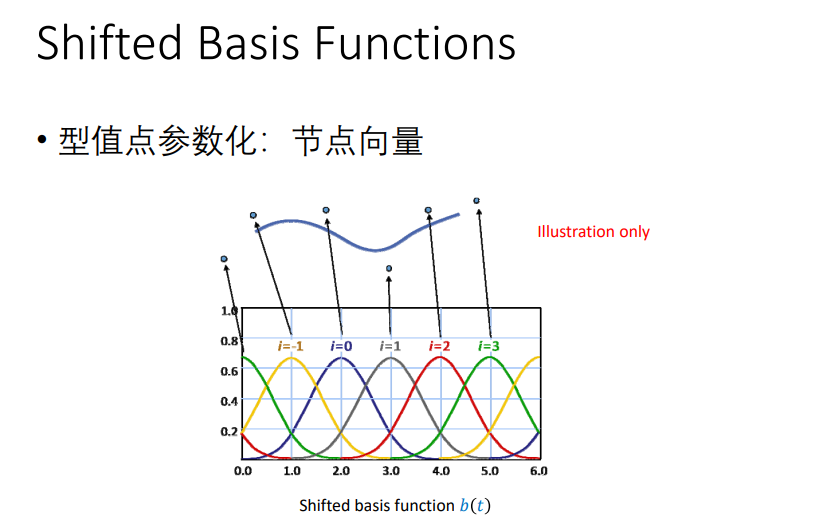 Shifted Basis Functions
• 型值点参数化： 节点向量
Illustration only
1.0
0.8
i=-1 i=0 i=1 i=2 i=3
0.6
0.4
0.2
0.0 1.0 2.0 3.0 4.0 5.0 6.0
Shifted basis function b(t)